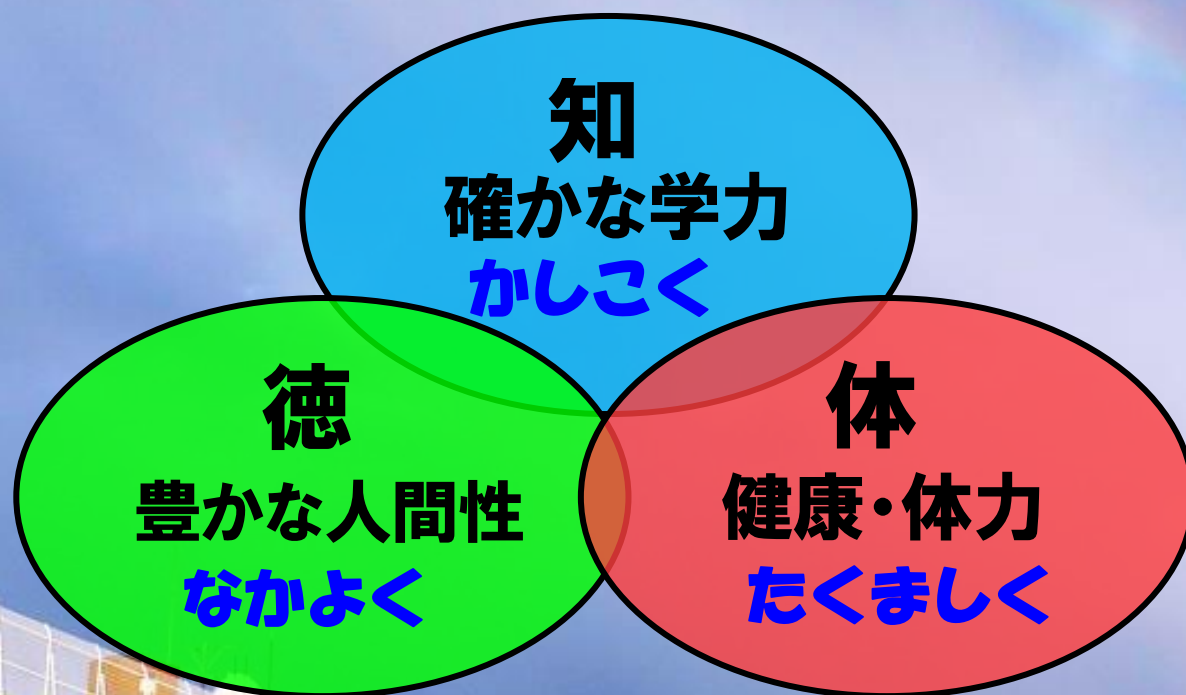 知
確かな学力
かしこく
徳
豊かな人間性
なかよく
体
健康・体力
たくましく